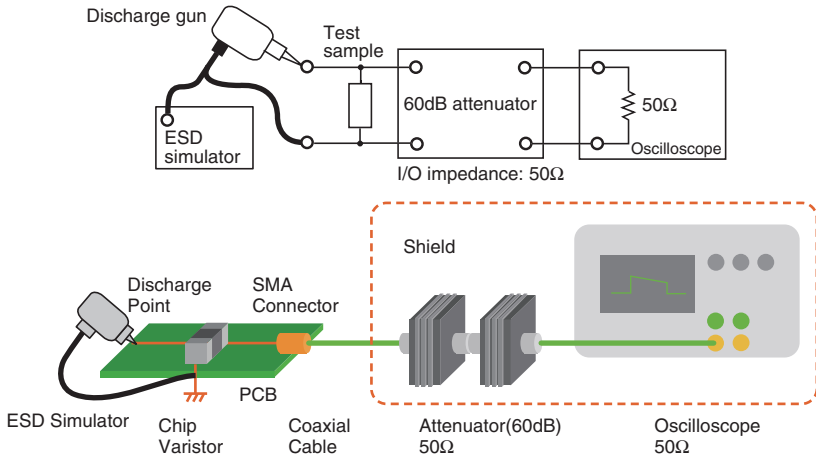 Discharge gun
Test
sample
60dB attenuator
50Ω
ESD
simulator
Oscilloscope
I/O impedance: 50Ω
Shield
Discharge
Point
SMA
Connector
PCB
ESD Simulator
Chip
Varistor
Coaxial
Cable
Attenuator(60dB)
50Ω
Oscilloscope
50Ω